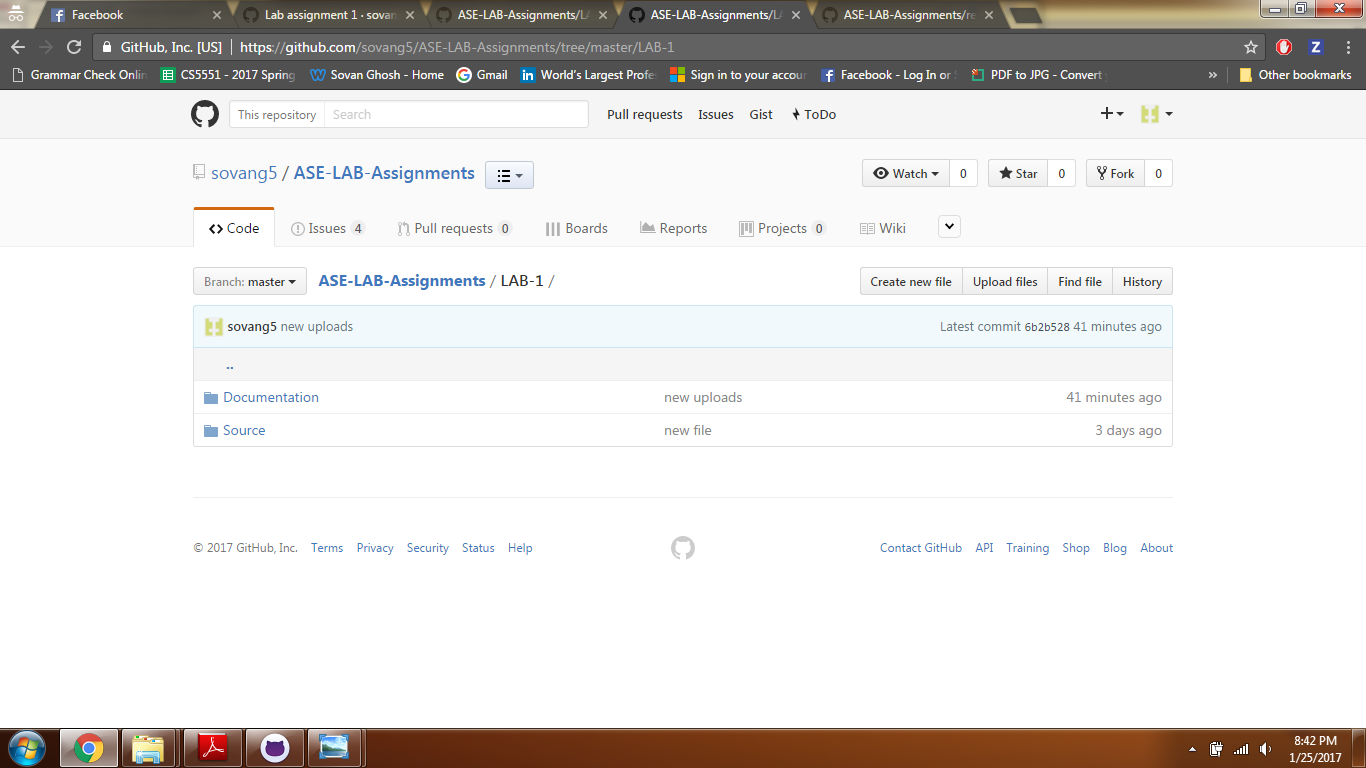 Facebook
Lab assignment 1 · sovan
ASE-LAB-Assignments/LA
ASE-LAB-Assignments/LA
ASE-LAB-Assignments/re
GitHub, Inc. [US] https://github.com/sovang5/ASE-LAB-Assignments/tree/master/LAB-1
Grammar Check Onlin CS5551 - 2017 Spring Sovan Ghosh - Home Gmail World's Largest Profe Sign in to your accou Facebook - Log In or S PDF to JPG - Convert » Other bookmarks
This repository Search Pull requests Issues Gist ToDo
sovang5 / ASE-LAB-Assignments Watch 0 Star 0 Fork 0
Code Issues 4 Pull requests 0 Boards Reports Projects 0 Wiki
Branch: master ASE-LAB-Assignments / LAB-1 / Create new file Upload files Find file History
sovang5 new uploads Latest commit 6b2b528 41 minutes ago
..
Documentation new uploads 41 minutes ago
Source new file 3 days ago
© 2017 GitHub, Inc. Terms Privacy Security Status Help Contact GitHub API Training Shop Blog About
8:42 PM
1/25/2017